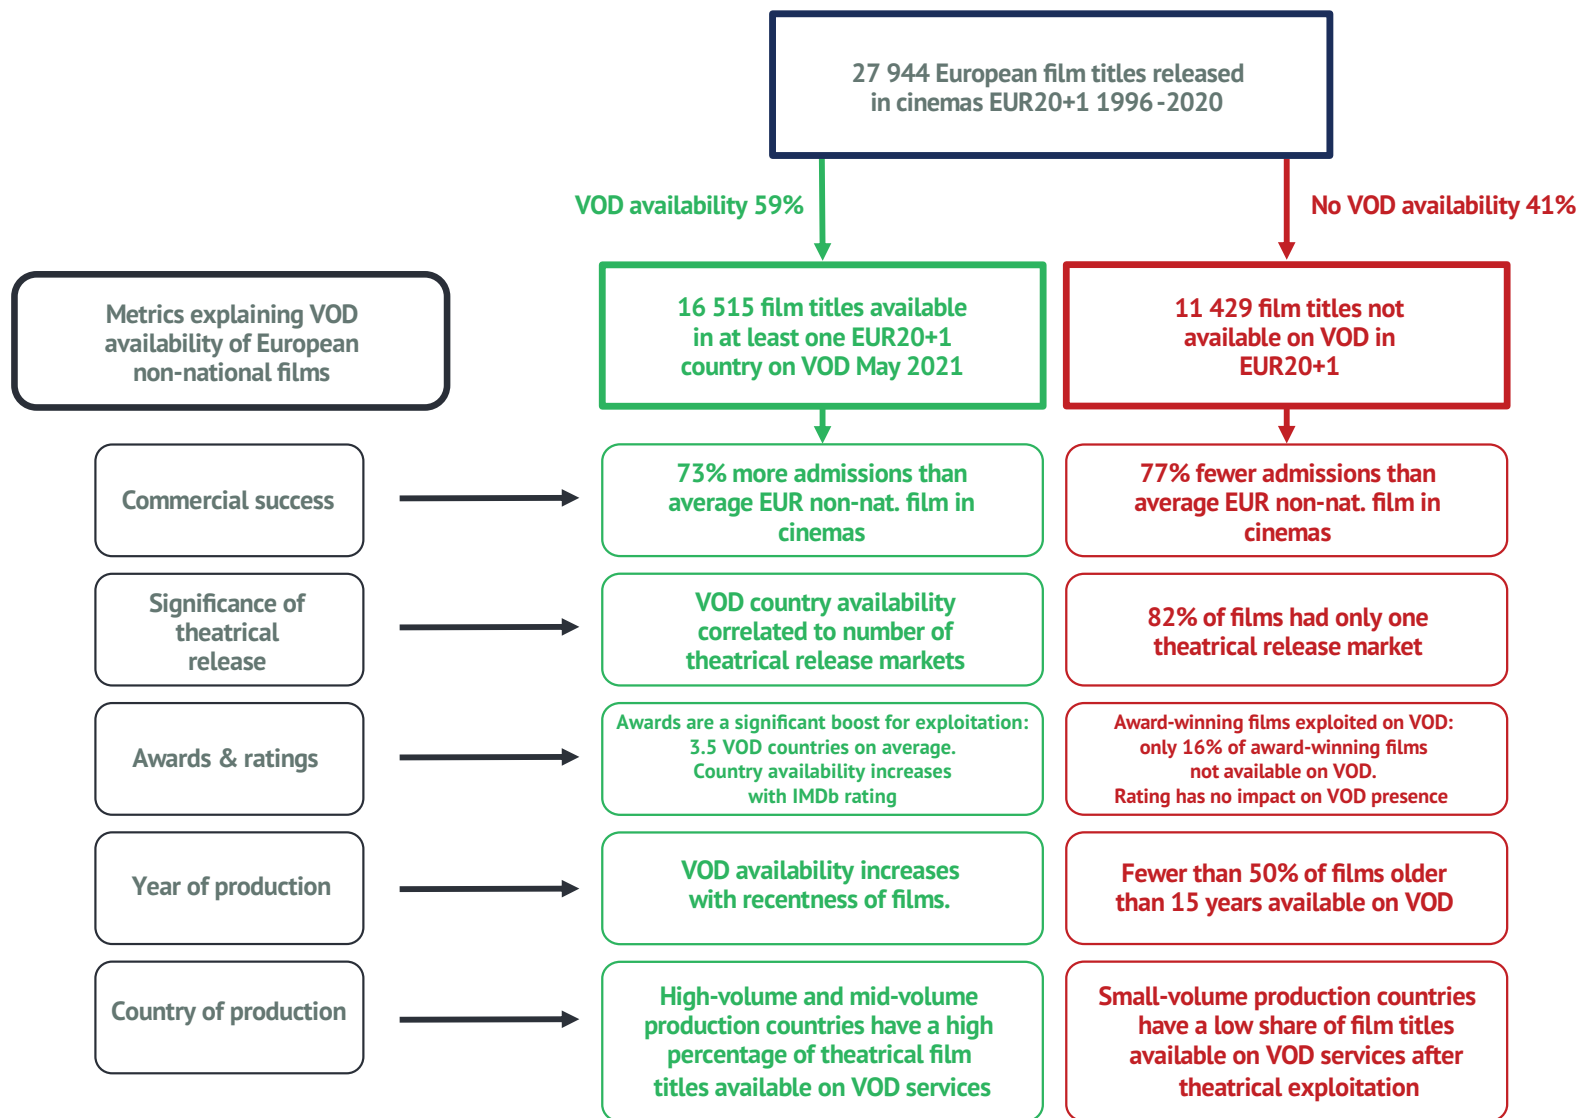 27 944 European film titles released
in cinemas EUR20+1 1996-2020
VOD availability 59%
No VOD availability 41%
Metrics explaining VOD
availability of European
non-national films
16 515 film titles available
in at least one EUR20+1
country on VOD May 2021
11 429 film titles not
available on VOD in
EUR20+1
Commercial success
73% more admissions than
average EUR non-nat. film in
cinemas
77% fewer admissions than
average EUR non-nat. film in
cinemas
Significance of
theatrical
release
VOD country availability
correlated to number of
theatrical release markets
82% of films had only one
theatrical release market
Awards & ratings
Awards are a significant boost for exploitation:
3.5 VOD countries on average.
Country availability increases
with IMDb rating
Award-winning films exploited on VOD:
only 16% of award-winning films
not available on VOD.
Rating has no impact on VOD presence
Year of production
VOD availability increases
with recentness of films.
Fewer than 50% of films older
than 15 years available on VOD
Country of production
High-volume and mid-volume
production countries have a high
percentage of theatrical film
titles available on VOD services
Small-volume production countries
have a low share of film titles
available on VOD services after
theatrical exploitation